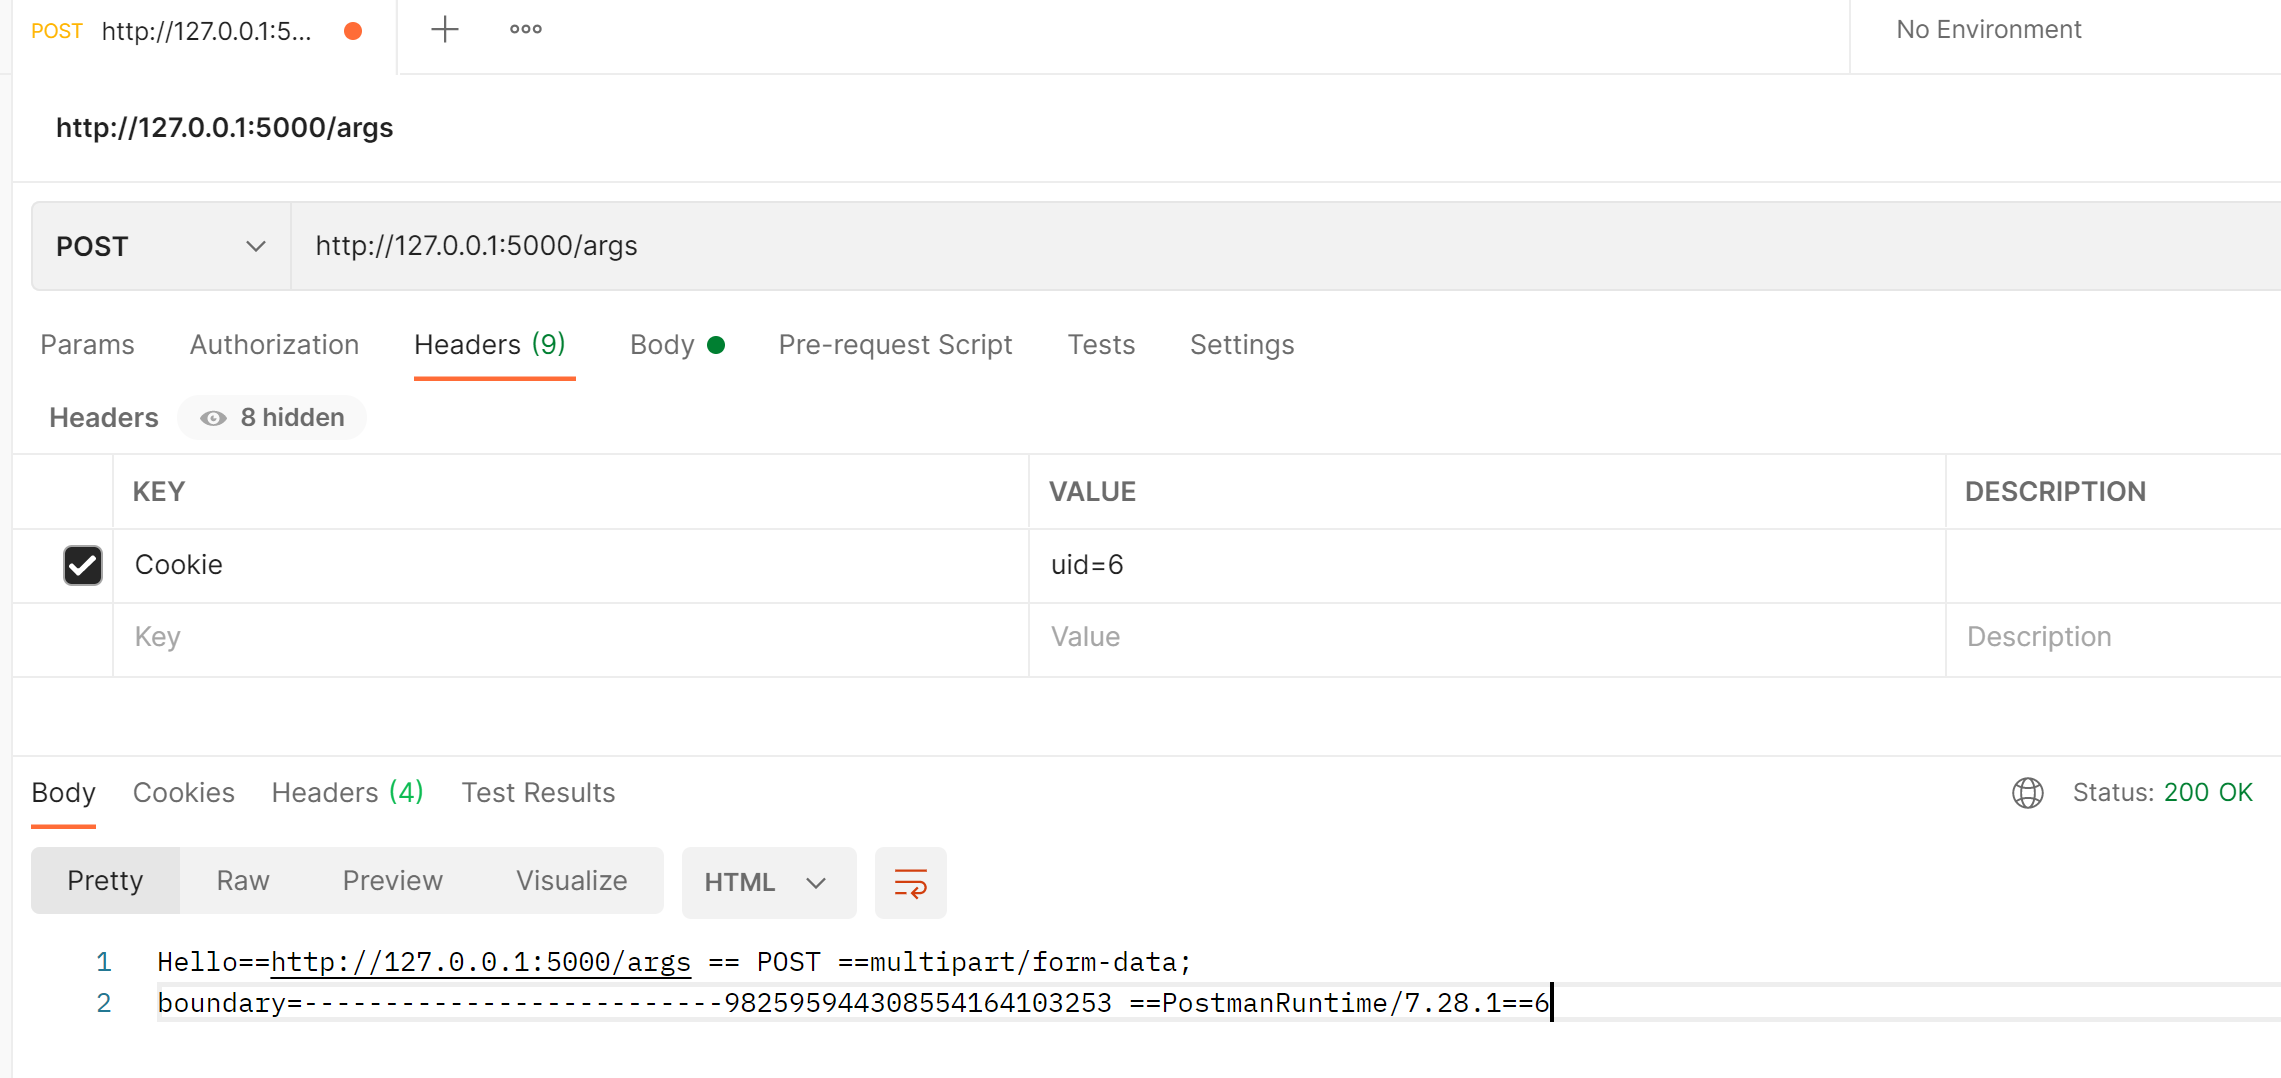 POST http://127.0.0.1:5... No Environment
http://127.0.0.1:5000/args
POST http://127.0.0.1:5000/args
Params Authorization Headers (9) Body Pre-request Script Tests Settings
Headers 8 hidden
KEY VALUE DESCRIPTION
Cookie uid=6
Key Value Description
Body Cookies Headers (4) Test Results Status: 200 OK
Pretty Raw Preview Visualize HTML
1 Hello==http://127.0.0.1:5000/args == POST ==multipart/form-data;
2 boundary=--------------------------982595944308554164103253 ==PostmanRuntime/7.28.1==6